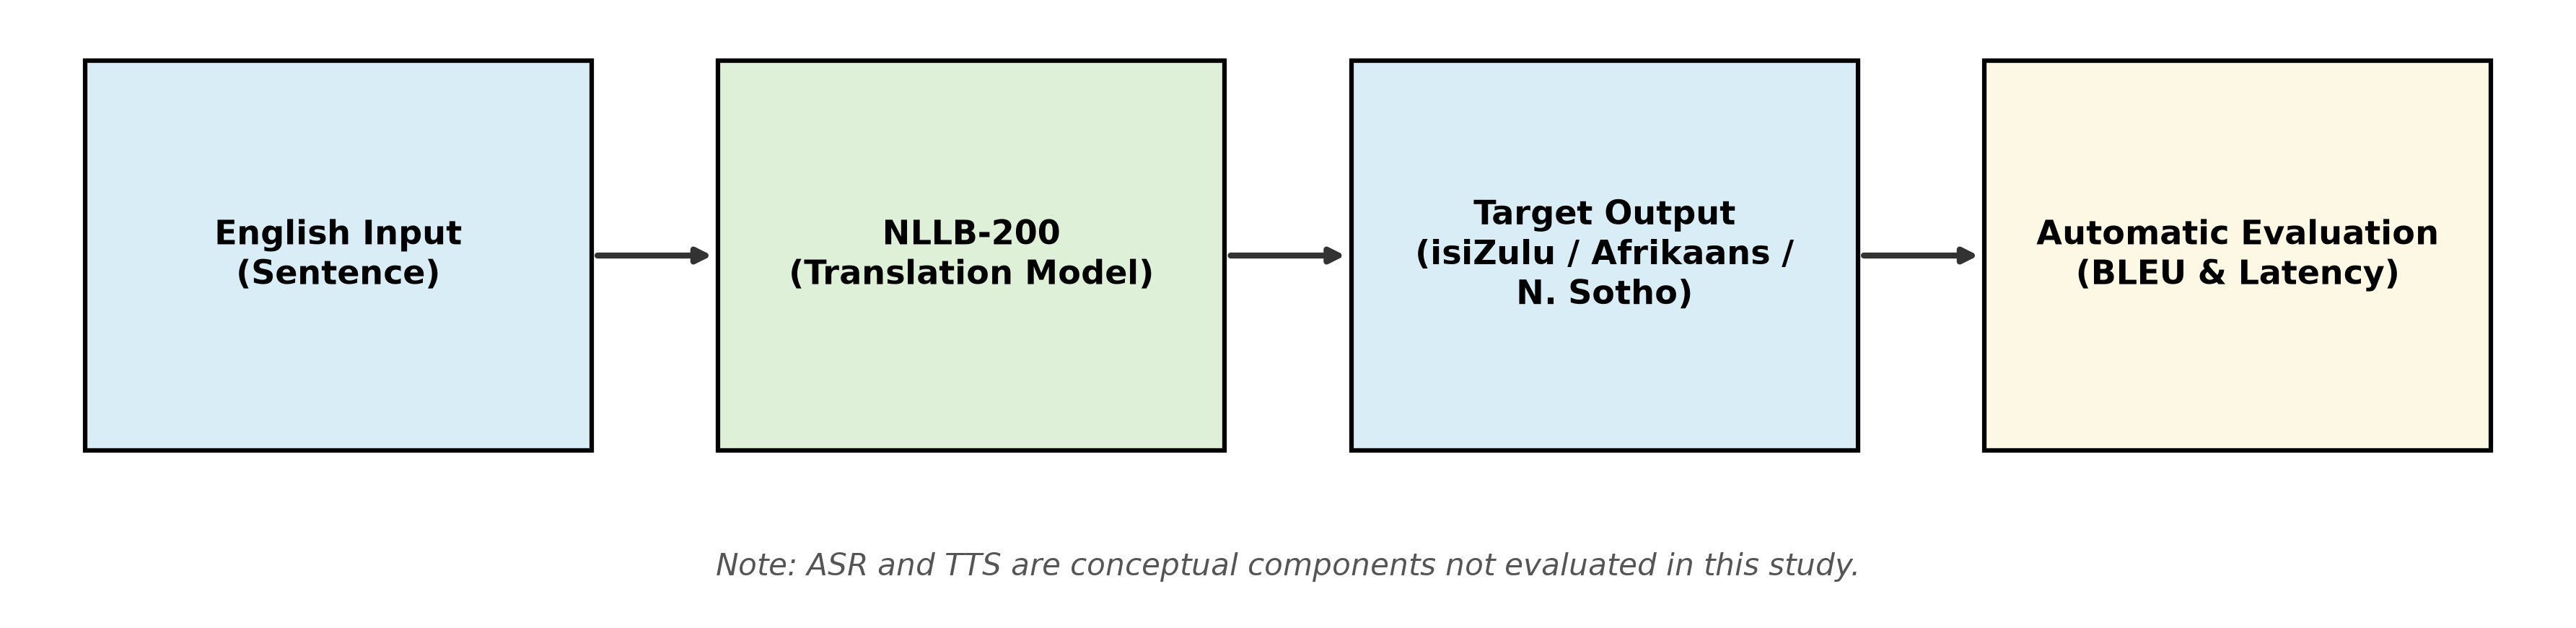 English Input
(Sentence)
NLLB-200
(Translation Model)
Target Output
(isiZulu / Afrikaans /
N. Sotho)
Automatic Evaluation
(BLEU & Latency)
Note: ASR and TTS are conceptual components not evaluated in this study.